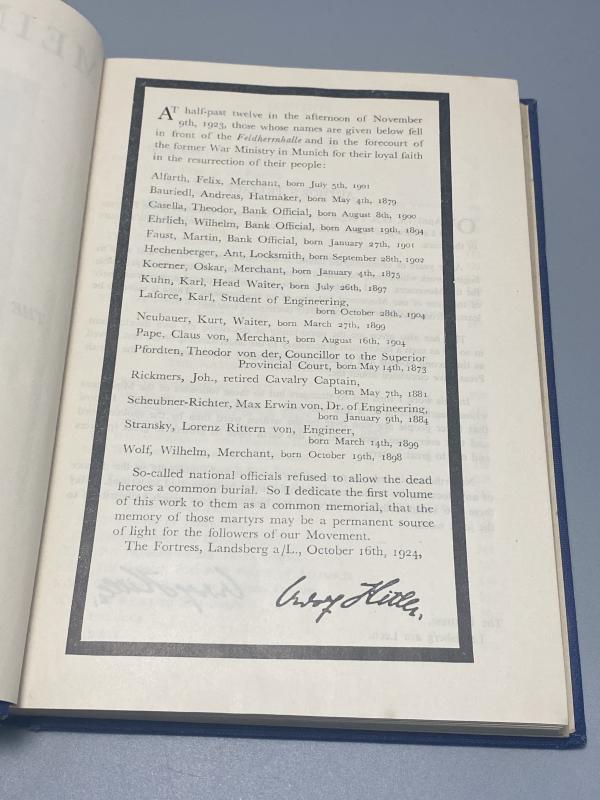 MEIN
AT half-past twelve in the afternoon of November
9th, 1923, those whose names are given below fell
in front of the Feldherrnhalle and in the forecourt of
the former War Ministry in Munich for their loyal faith
in the resurrection of their people:
Alfarth, Felix, Merchant, born July 5th, 1901
Bauriedl, Andreas, Hatmaker, born May 4th, 1879
Casella, Theodor, Bank Official, born August 8th, 1900
Ehrlich, Wilhelm, Bank Official, born August 19th, 1894
Faust, Martin, Bank Official, born January 27th, 1901
Hechenberger, Ant, Locksmith, born September 28th, 1902
Koerner, Oskar, Merchant, born January 4th, 1875
Kuhn, Karl, Head Waiter, born July 26th, 1897
Laforce, Karl, Student of Engineering,
born October 28th, 1904
Neubauer, Kurt, Waiter, born March 27th, 1899
Pape, Claus von, Merchant, born August 16th, 1904
Pfordten, Theodor von der, Councillor to the Superior
Provincial Court, born May 14th, 1873
Rickmers, Joh., retired Cavalry Captain,
born May 7th, 1881
Scheubner-Richter, Max Erwin von, Dr. of Engineering,
born January 9th, 1884
Stransky, Lorenz Rittern von, Engineer,
born March 14th, 1899
Wolf, Wilhelm, Merchant, born October 19th, 1898
So-called national officials refused to allow the dead
heroes a common burial. So I dedicate the first volume
of this work to them as a common memorial, that the
memory of those martyrs may be a permanent source
of light for the followers of our Movement.
The Fortress, Landsberg a/L., October 16th, 1924,
Adolf Hitler.